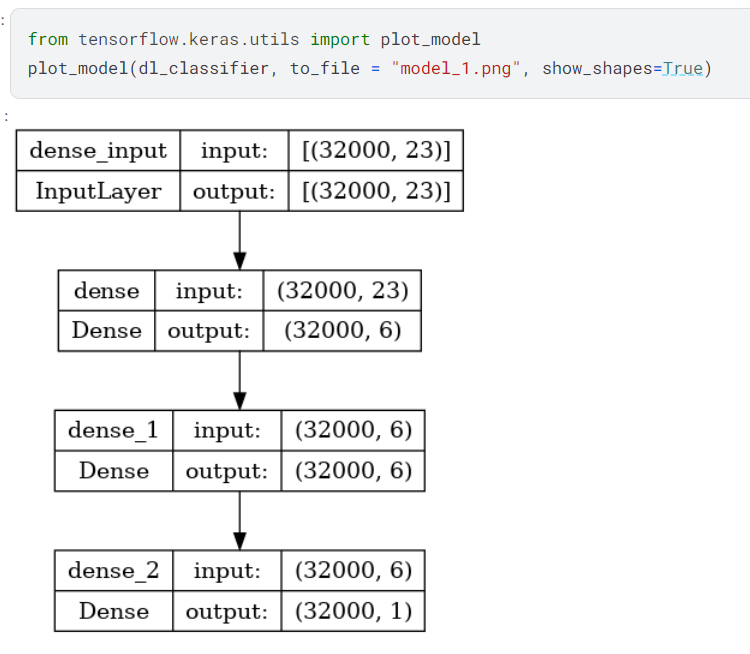 :
from tensorflow.keras.utils import plot_model
plot_model(dl_classifier, to_file = "model_1.png", show_shapes=True)
:
dense_input input: [(32000, 23)]
InputLayer output: [(32000, 23)]
dense input: (32000, 23)
Dense output: (32000, 6)
dense_1 input: (32000, 6)
Dense output: (32000, 6)
dense_2 input: (32000, 6)
Dense output: (32000, 1)